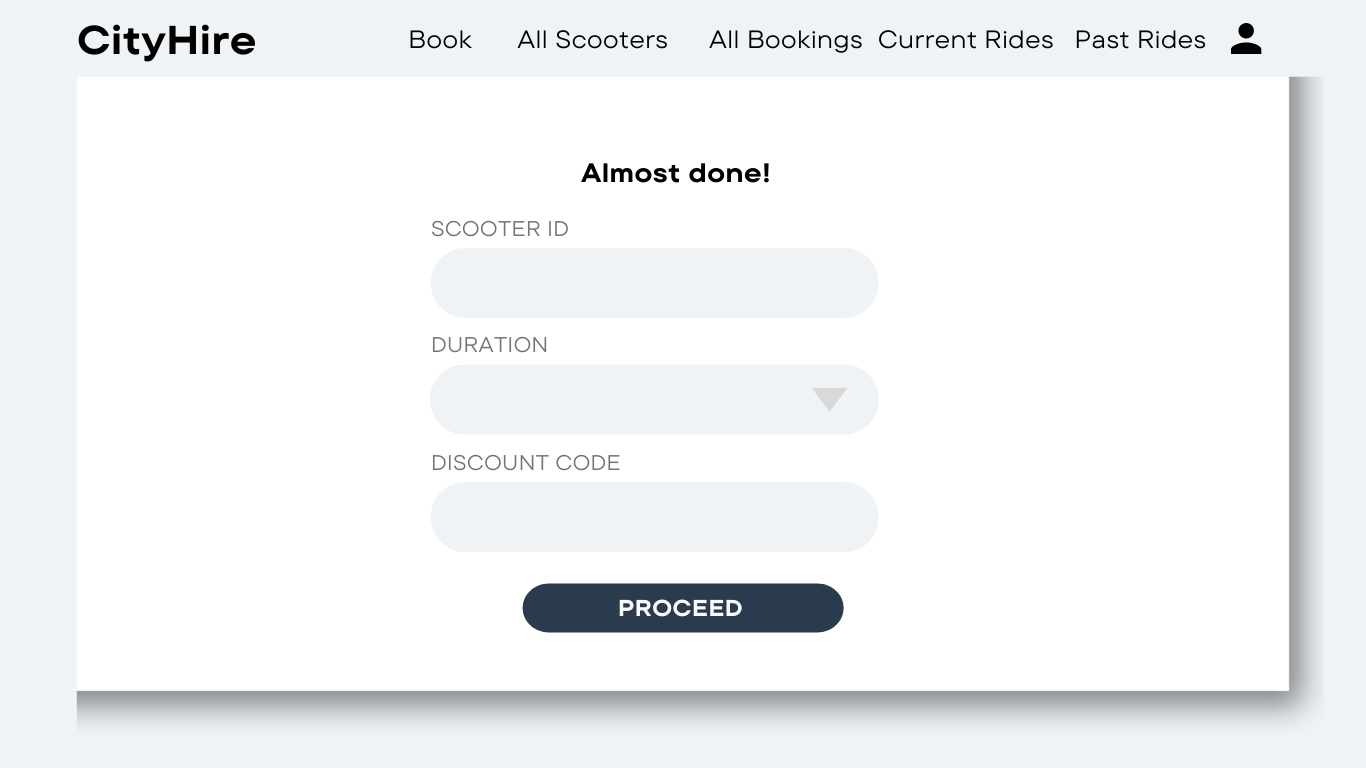 CityHire
Book All Scooters All Bookings Current Rides Past Rides
Almost done!
SCOOTER ID
DURATION
DISCOUNT CODE
PROCEED